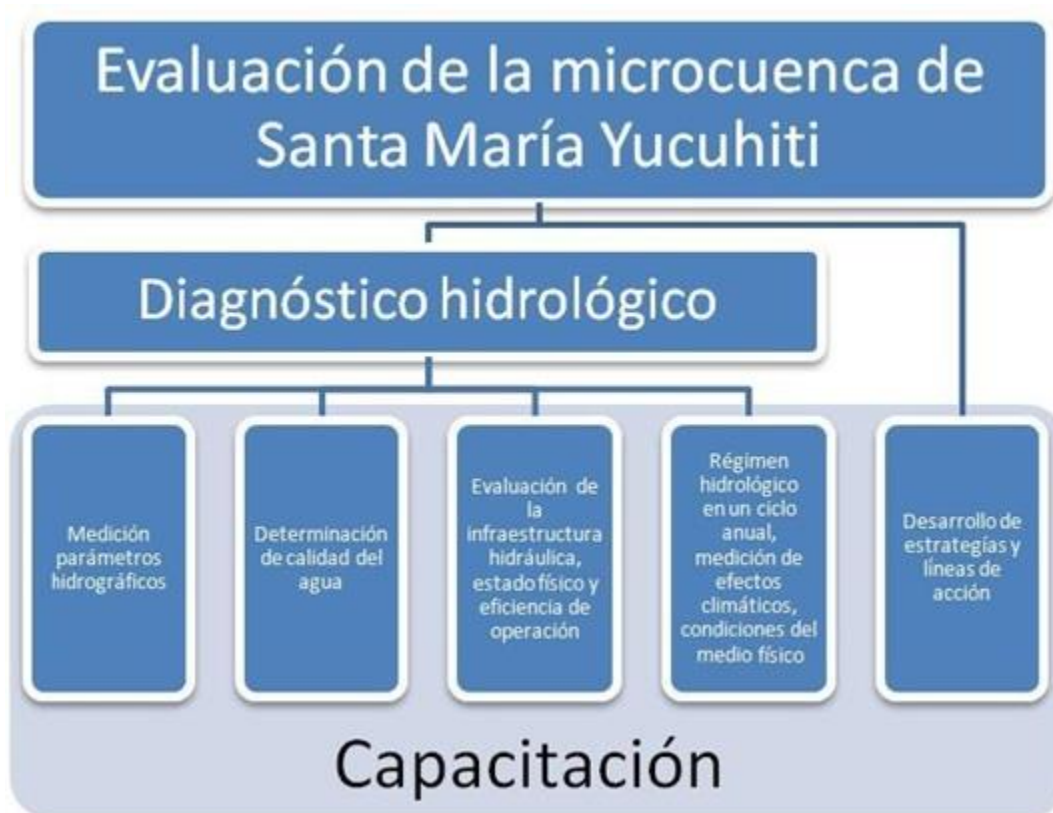 Evaluación de la microcuenca de
Santa María Yucuhiti
Diagnóstico hidrológico
Medición
parámetros
hidrográficos
Determinación
de calidad del
agua
Evaluación de
la
infraestructura
hidráulica,
estado físico y
eficiencia de
operación
Régimen
hidrológico
en un ciclo
anual,
medición de
efectos
climáticos,
condiciones del
medio físico
Desarrollo de
estrategías y
líneas de
acción
Capacitación